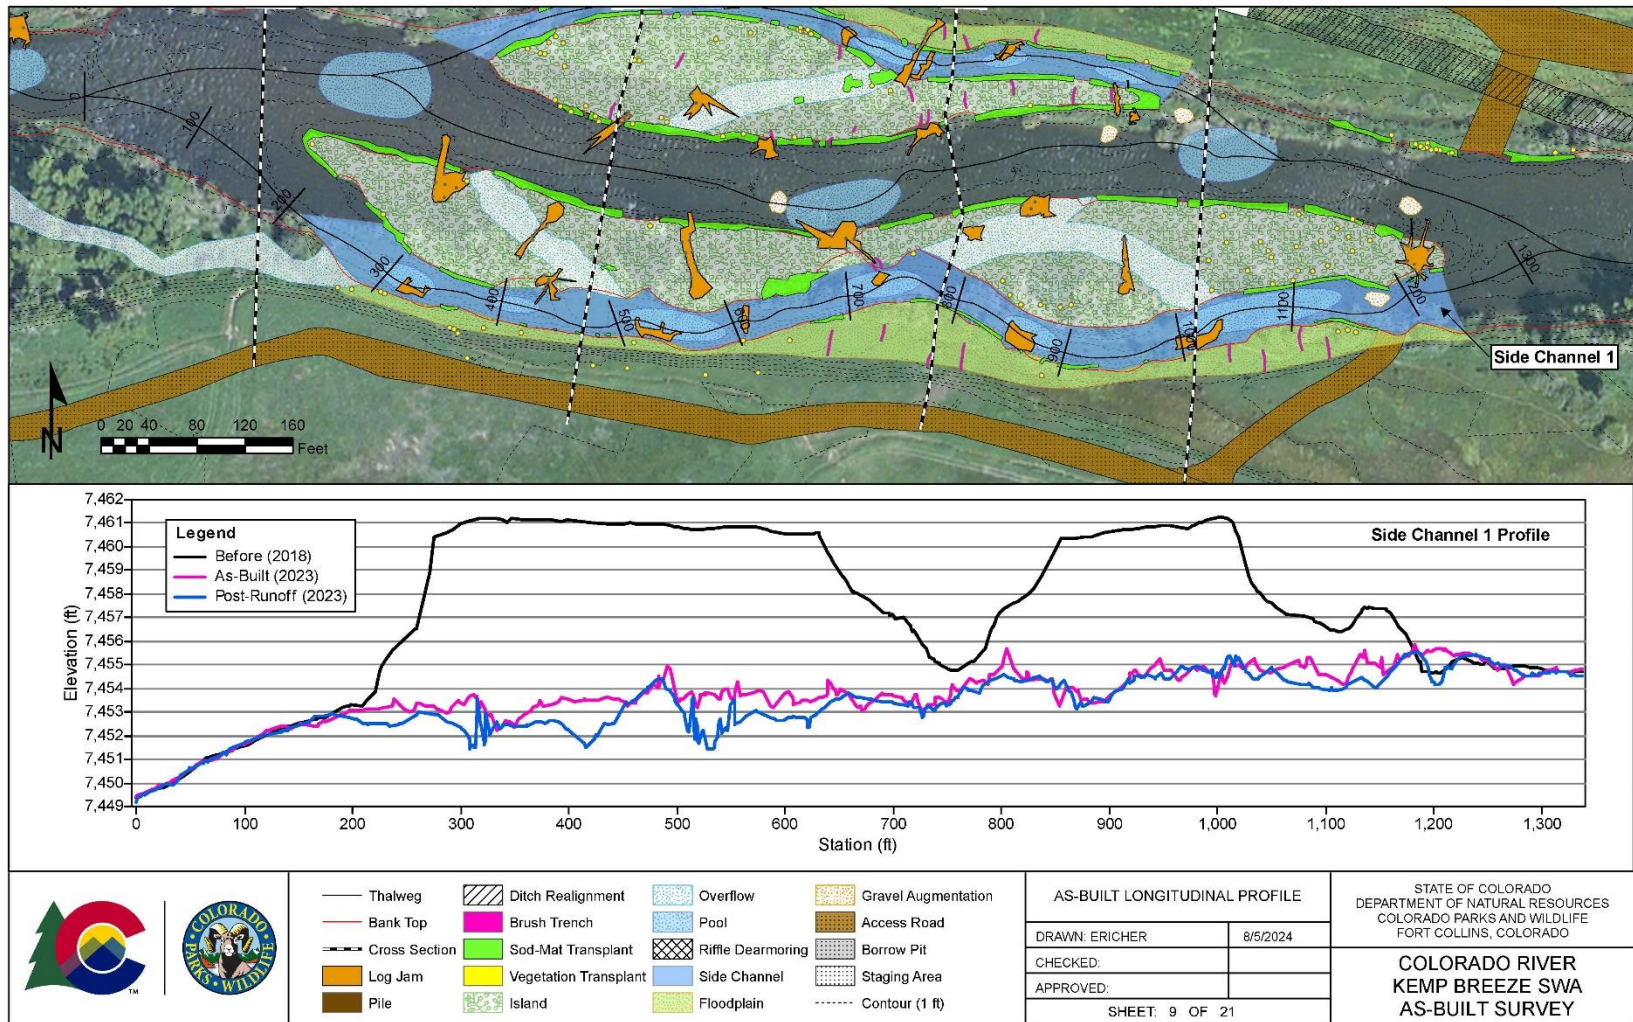 0
100
200
300
400
500
600
700
800
900
1000
1100
1200
1300
Side Channel 1
N
0 20 40 80 120 160
Feet
Side Channel 1 Profile
Legend
Before (2018)
As-Built (2023)
Post-Runoff (2023)
Elevation (ft)
7,462
7,461
7,460
7,459
7,458
7,457
7,456
7,455
7,454
7,453
7,452
7,451
7,450
7,449
0 100 200 300 400 500 600 700 800 900 1,000 1,100 1,200 1,300
Station (ft)
TM
COLORADO
PARKS & WILDLIFE
Thalweg
Bank Top
Cross Section
Log Jam
Pile
Ditch Realignment
Brush Trench
Sod-Mat Transplant
Vegetation Transplant
Island
Overflow
Pool
Riffle Dearmoring
Side Channel
Floodplain
Gravel Augmentation
Access Road
Borrow Pit
Staging Area
Contour (1 ft)
AS-BUILT LONGITUDINAL PROFILE
DRAWN: ERICHER 8/5/2024
CHECKED:
APPROVED:
SHEET: 9 OF 21
STATE OF COLORADO
DEPARTMENT OF NATURAL RESOURCES
COLORADO PARKS AND WILDLIFE
FORT COLLINS, COLORADO
COLORADO RIVER
KEMP BREEZE SWA
AS-BUILT SURVEY